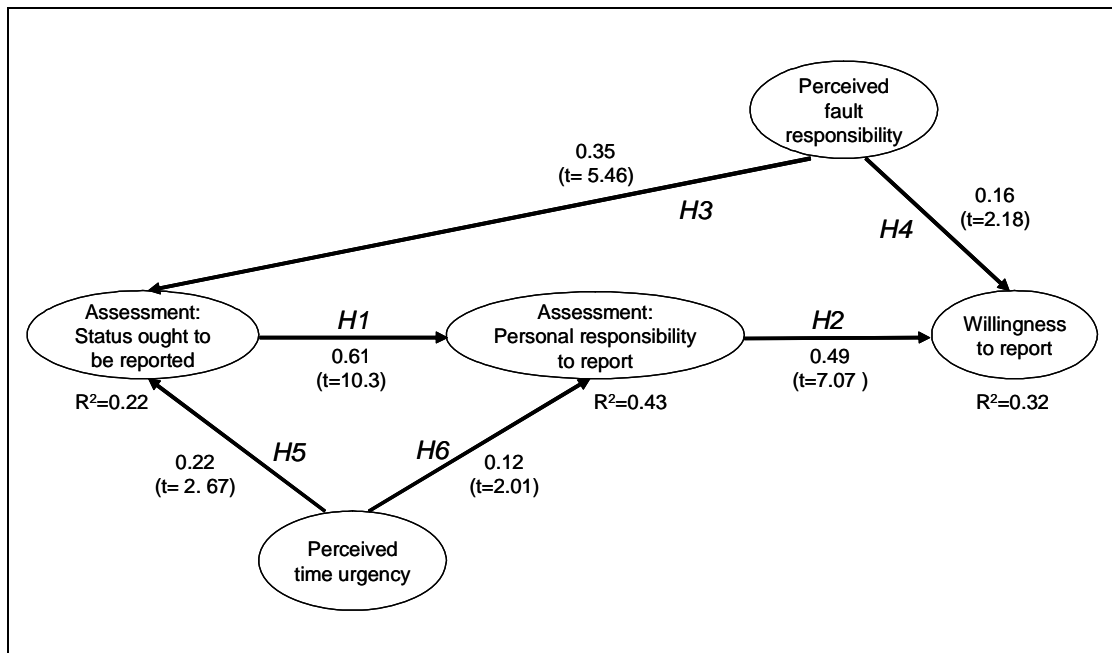 Perceived
fault
responsibility
0.35
(t= 5.46)
H3
0.16
(t=2.18)
H4
Assessment:
Status ought to
be reported
R²=0.22
H1
0.61
(t=10.3)
Assessment:
Personal responsibility
to report
R²=0.43
H2
0.49
(t=7.07 )
Willingness
to report
R²=0.32
H5
0.22
(t= 2. 67)
H6
0.12
(t=2.01)
Perceived
time urgency